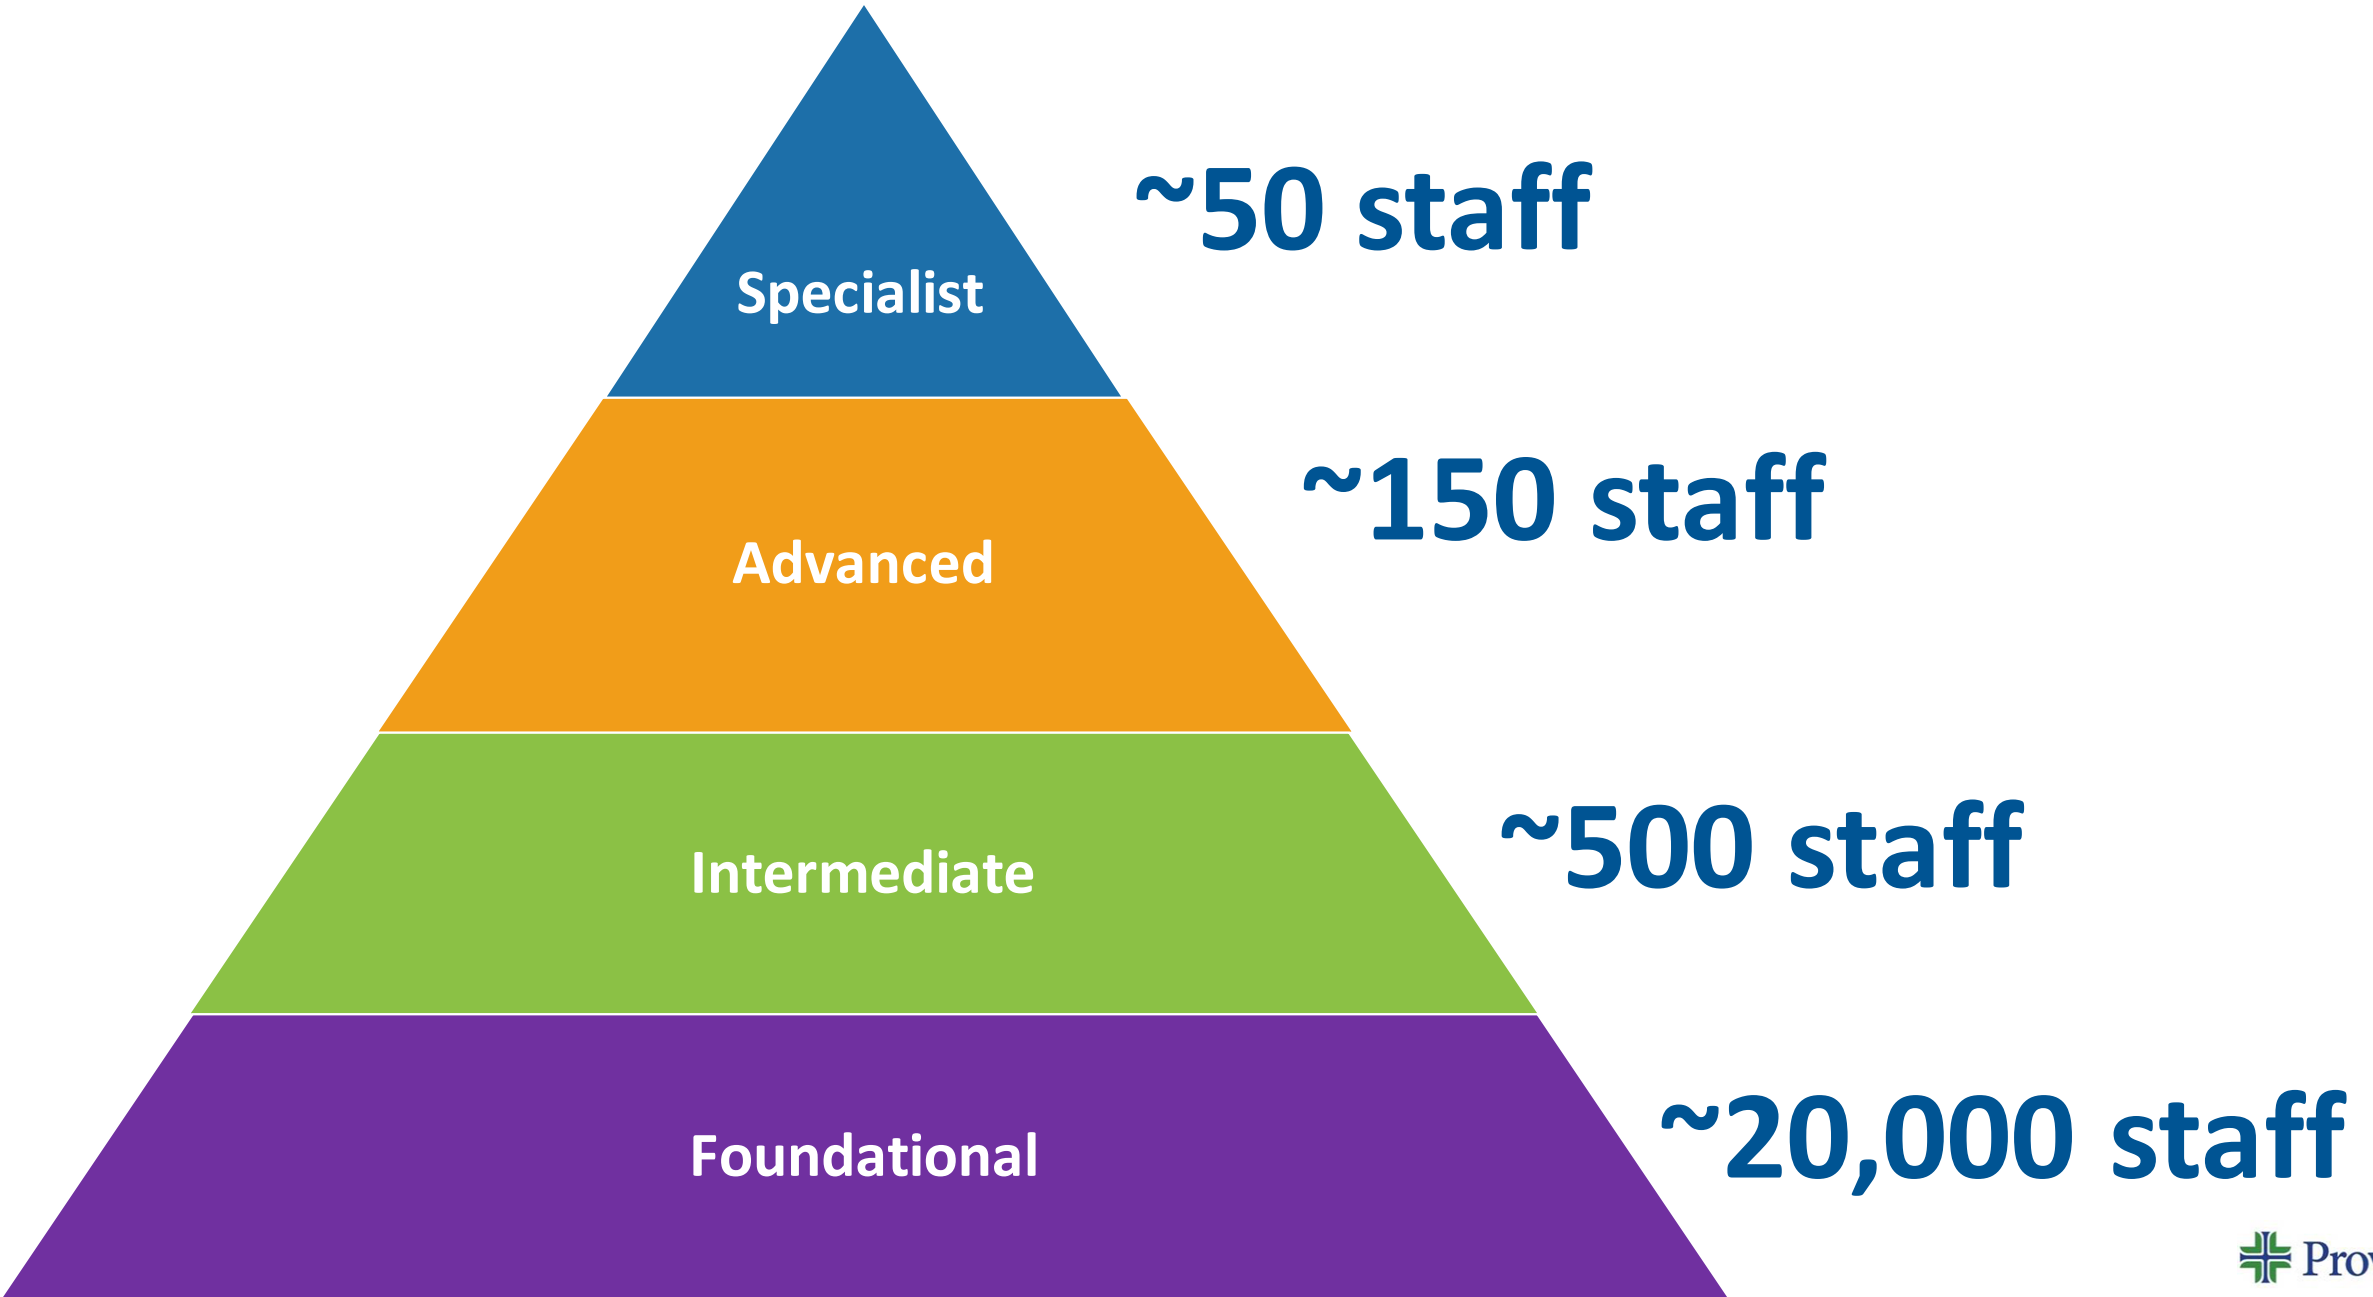 ~50 staff
Specialist
~150 staff
Advanced
~500 staff
Intermediate
~20,000 staff
Foundational